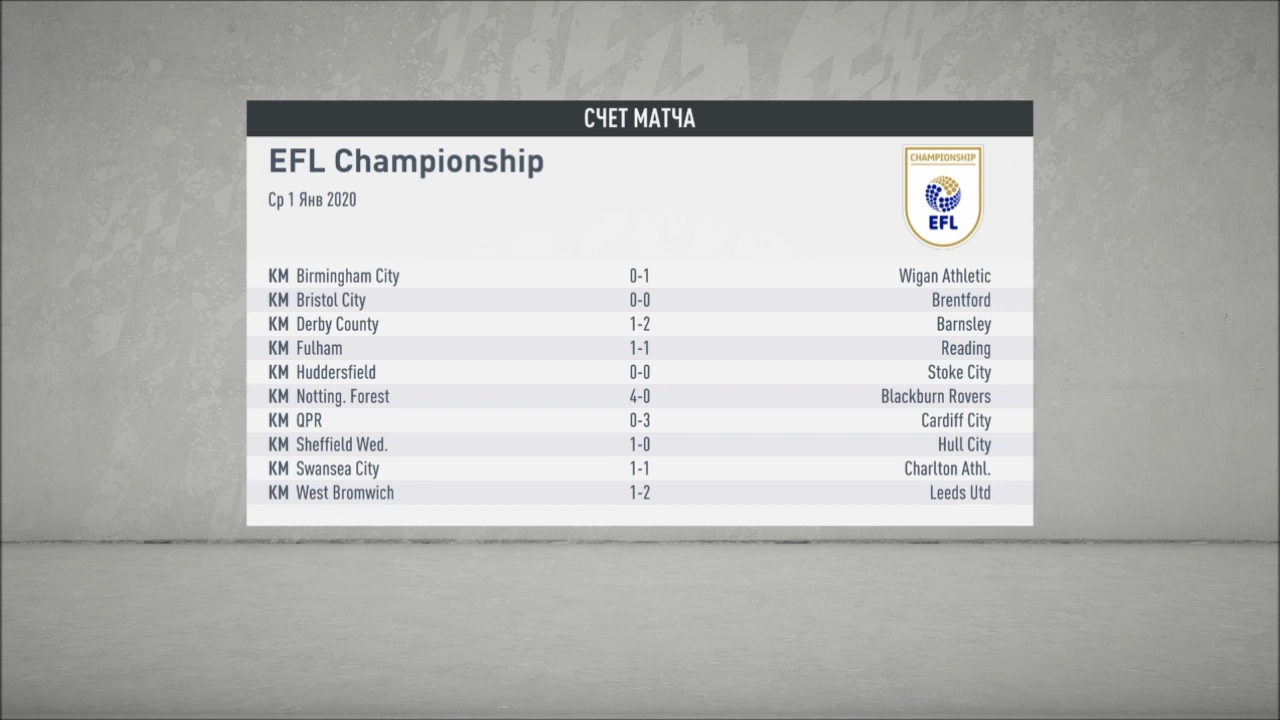 СЧЕТ МАТЧА
EFL Championship
CHAMPIONSHIP
EFL
Ср 1 Янв 2020
КМ Birmingham City 0-1 Wigan Athletic
КМ Bristol City 0-0 Brentford
КМ Derby County 1-2 Barnsley
КМ Fulham 1-1 Reading
КМ Huddersfield 0-0 Stoke City
КМ Notting. Forest 4-0 Blackburn Rovers
КМ QPR 0-3 Cardiff City
КМ Sheffield Wed. 1-0 Hull City
КМ Swansea City 1-1 Charlton Athl.
КМ West Bromwich 1-2 Leeds Utd